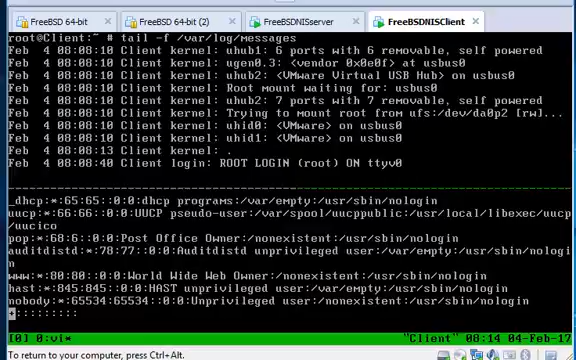 FreeBSD 64-bit
FreeBSD 64-bit (2)
FreeBSDNISserver
FreeBSDNISClient
root@Client:~ # tail -f /var/log/messages
Feb  4 08:08:10 Client kernel: uhub1: 6 ports with 6 removable, self powered
Feb  4 08:08:10 Client kernel: ugen0.3: <vendor 0x0e0f> at usbus0
Feb  4 08:08:10 Client kernel: uhub2: <VMware Virtual USB Hub> on usbus0
Feb  4 08:08:10 Client kernel: Root mount waiting for: usbus0
Feb  4 08:08:10 Client kernel: uhub2: 7 ports with 7 removable, self powered
Feb  4 08:08:10 Client kernel: Trying to mount root from ufs:/dev/da0p2 [rw]...
Feb  4 08:08:10 Client kernel: uhid0: <VMware> on usbus0
Feb  4 08:08:10 Client kernel: uhid1: <VMware> on usbus0
Feb  4 08:08:13 Client kernel: .
Feb  4 08:08:40 Client login: ROOT LOGIN (root) ON ttyv0
_dhcp:*:65:65::0:0:dhcp programs:/var/empty:/usr/sbin/nologin
uucp:*:66:66::0:0:UUCP pseudo-user:/var/spool/uucppublic:/usr/local/libexec/uucp
/uucico
pop:*:68:6::0:0:Post Office Owner:/nonexistent:/usr/sbin/nologin
auditdistd:*:78:77::0:0:Auditdistd unprivileged user:/var/empty:/usr/sbin/nologi
n
www:*:80:80::0:0:World Wide Web Owner:/nonexistent:/usr/sbin/nologin
hast:*:845:845::0:0:HAST unprivileged user:/var/empty:/usr/sbin/nologin
nobody:*:65534:65534::0:0:Unprivileged user:/nonexistent:/usr/sbin/nologin
+:::::::::
[0] 0:vi*
"Client" 08:14 04-Feb-17
To return to your computer, press Ctrl+Alt.